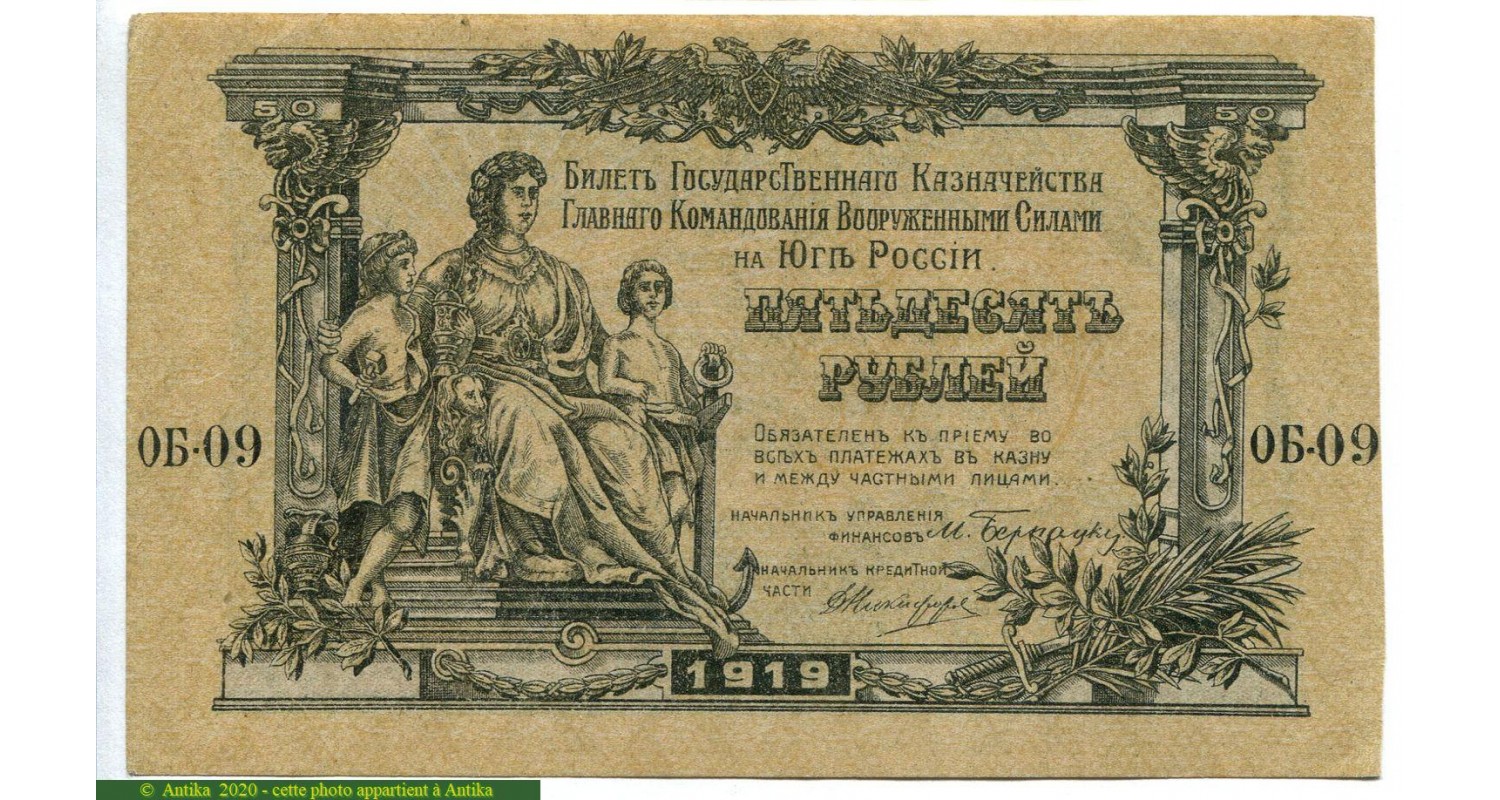 50
50
Билетъ Государственнаго Казначейства
Главнаго Командованія Вооруженными Силами
на Югѣ Россіи.
ПЯТЬДЕСЯТЪ
РУБЛЕЙ
ОБ-09
ОБ-09
Обязателенъ къ пріему во
всѣхъ платежахъ въ казну
и между частными лицами.
Начальникъ управленія
финансовъ М. Бернацкій
Начальникъ кредитной
части
1919
© Antika 2020 - cette photo appartient à Antika